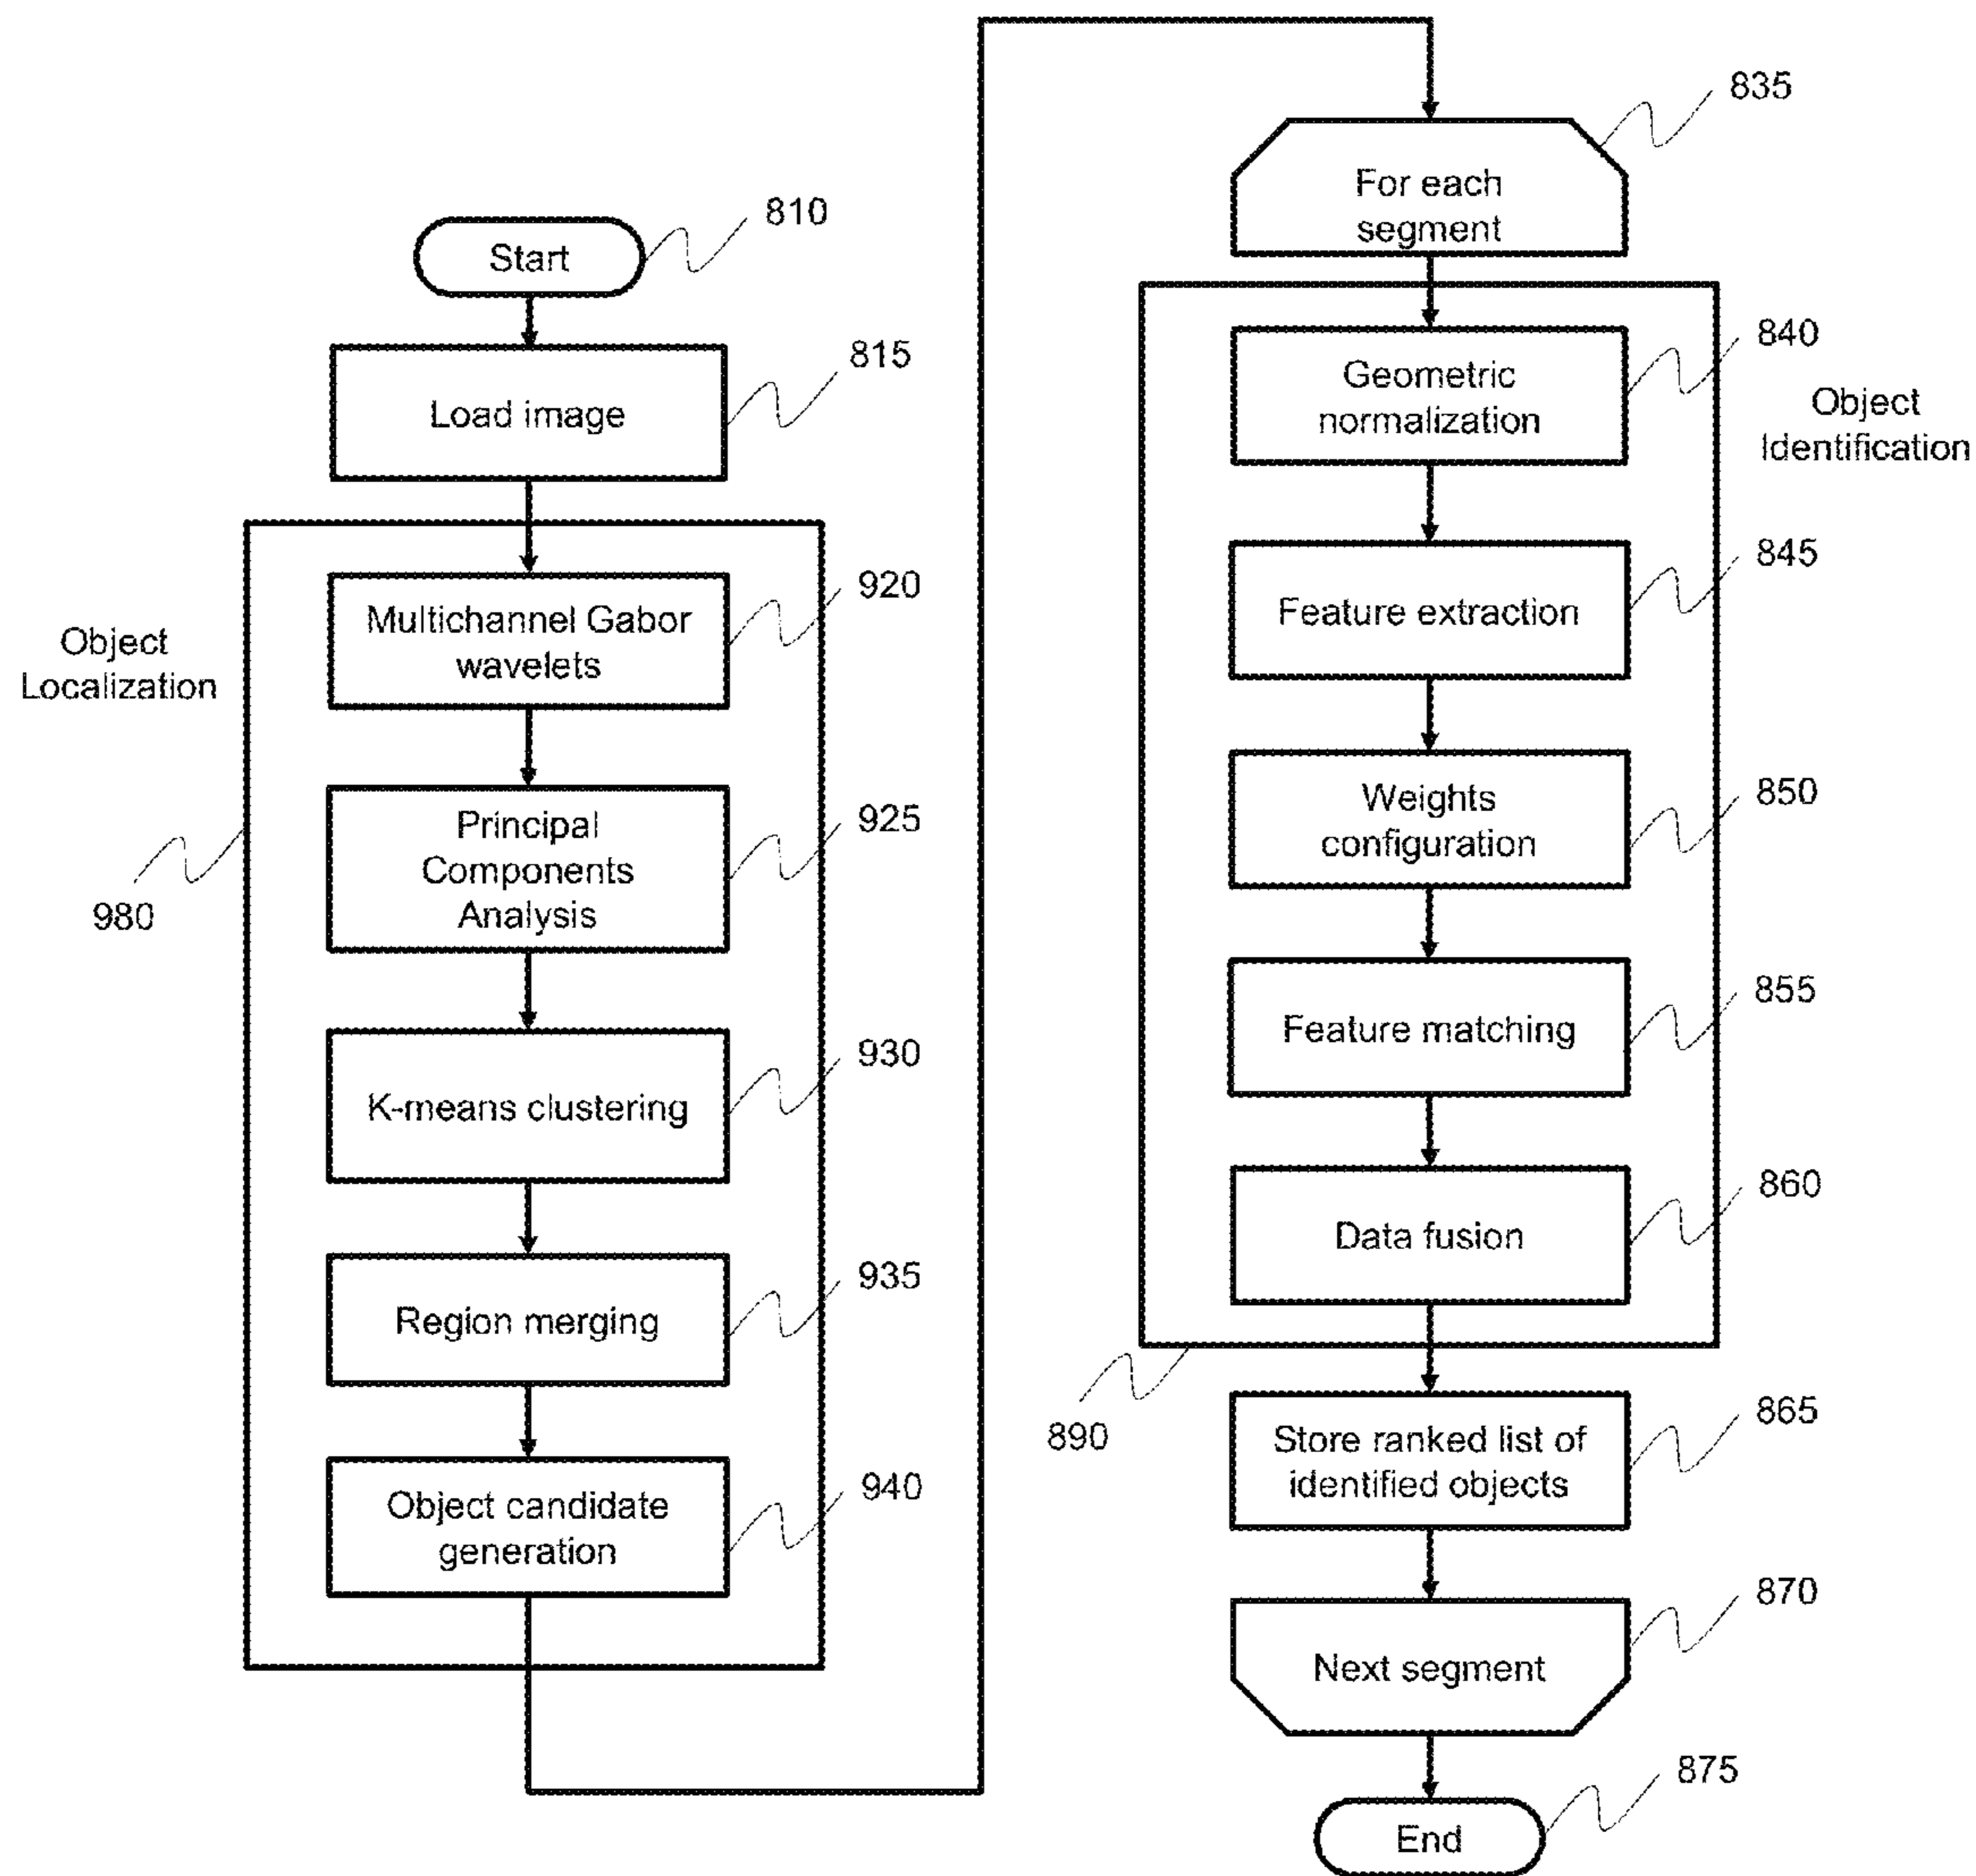 Start
810
Load image
815
Object
Localization
980
Multichannel Gabor
wavelets
920
Principal
Components
Analysis
925
K-means clustering
930
Region merging
935
Object candidate
generation
940
For each
segment
835
Object
Identification
Geometric
normalization
840
Feature extraction
845
Weights
configuration
850
Feature matching
855
Data fusion
860
890
Store ranked list of
identified objects
865
Next segment
870
End
875